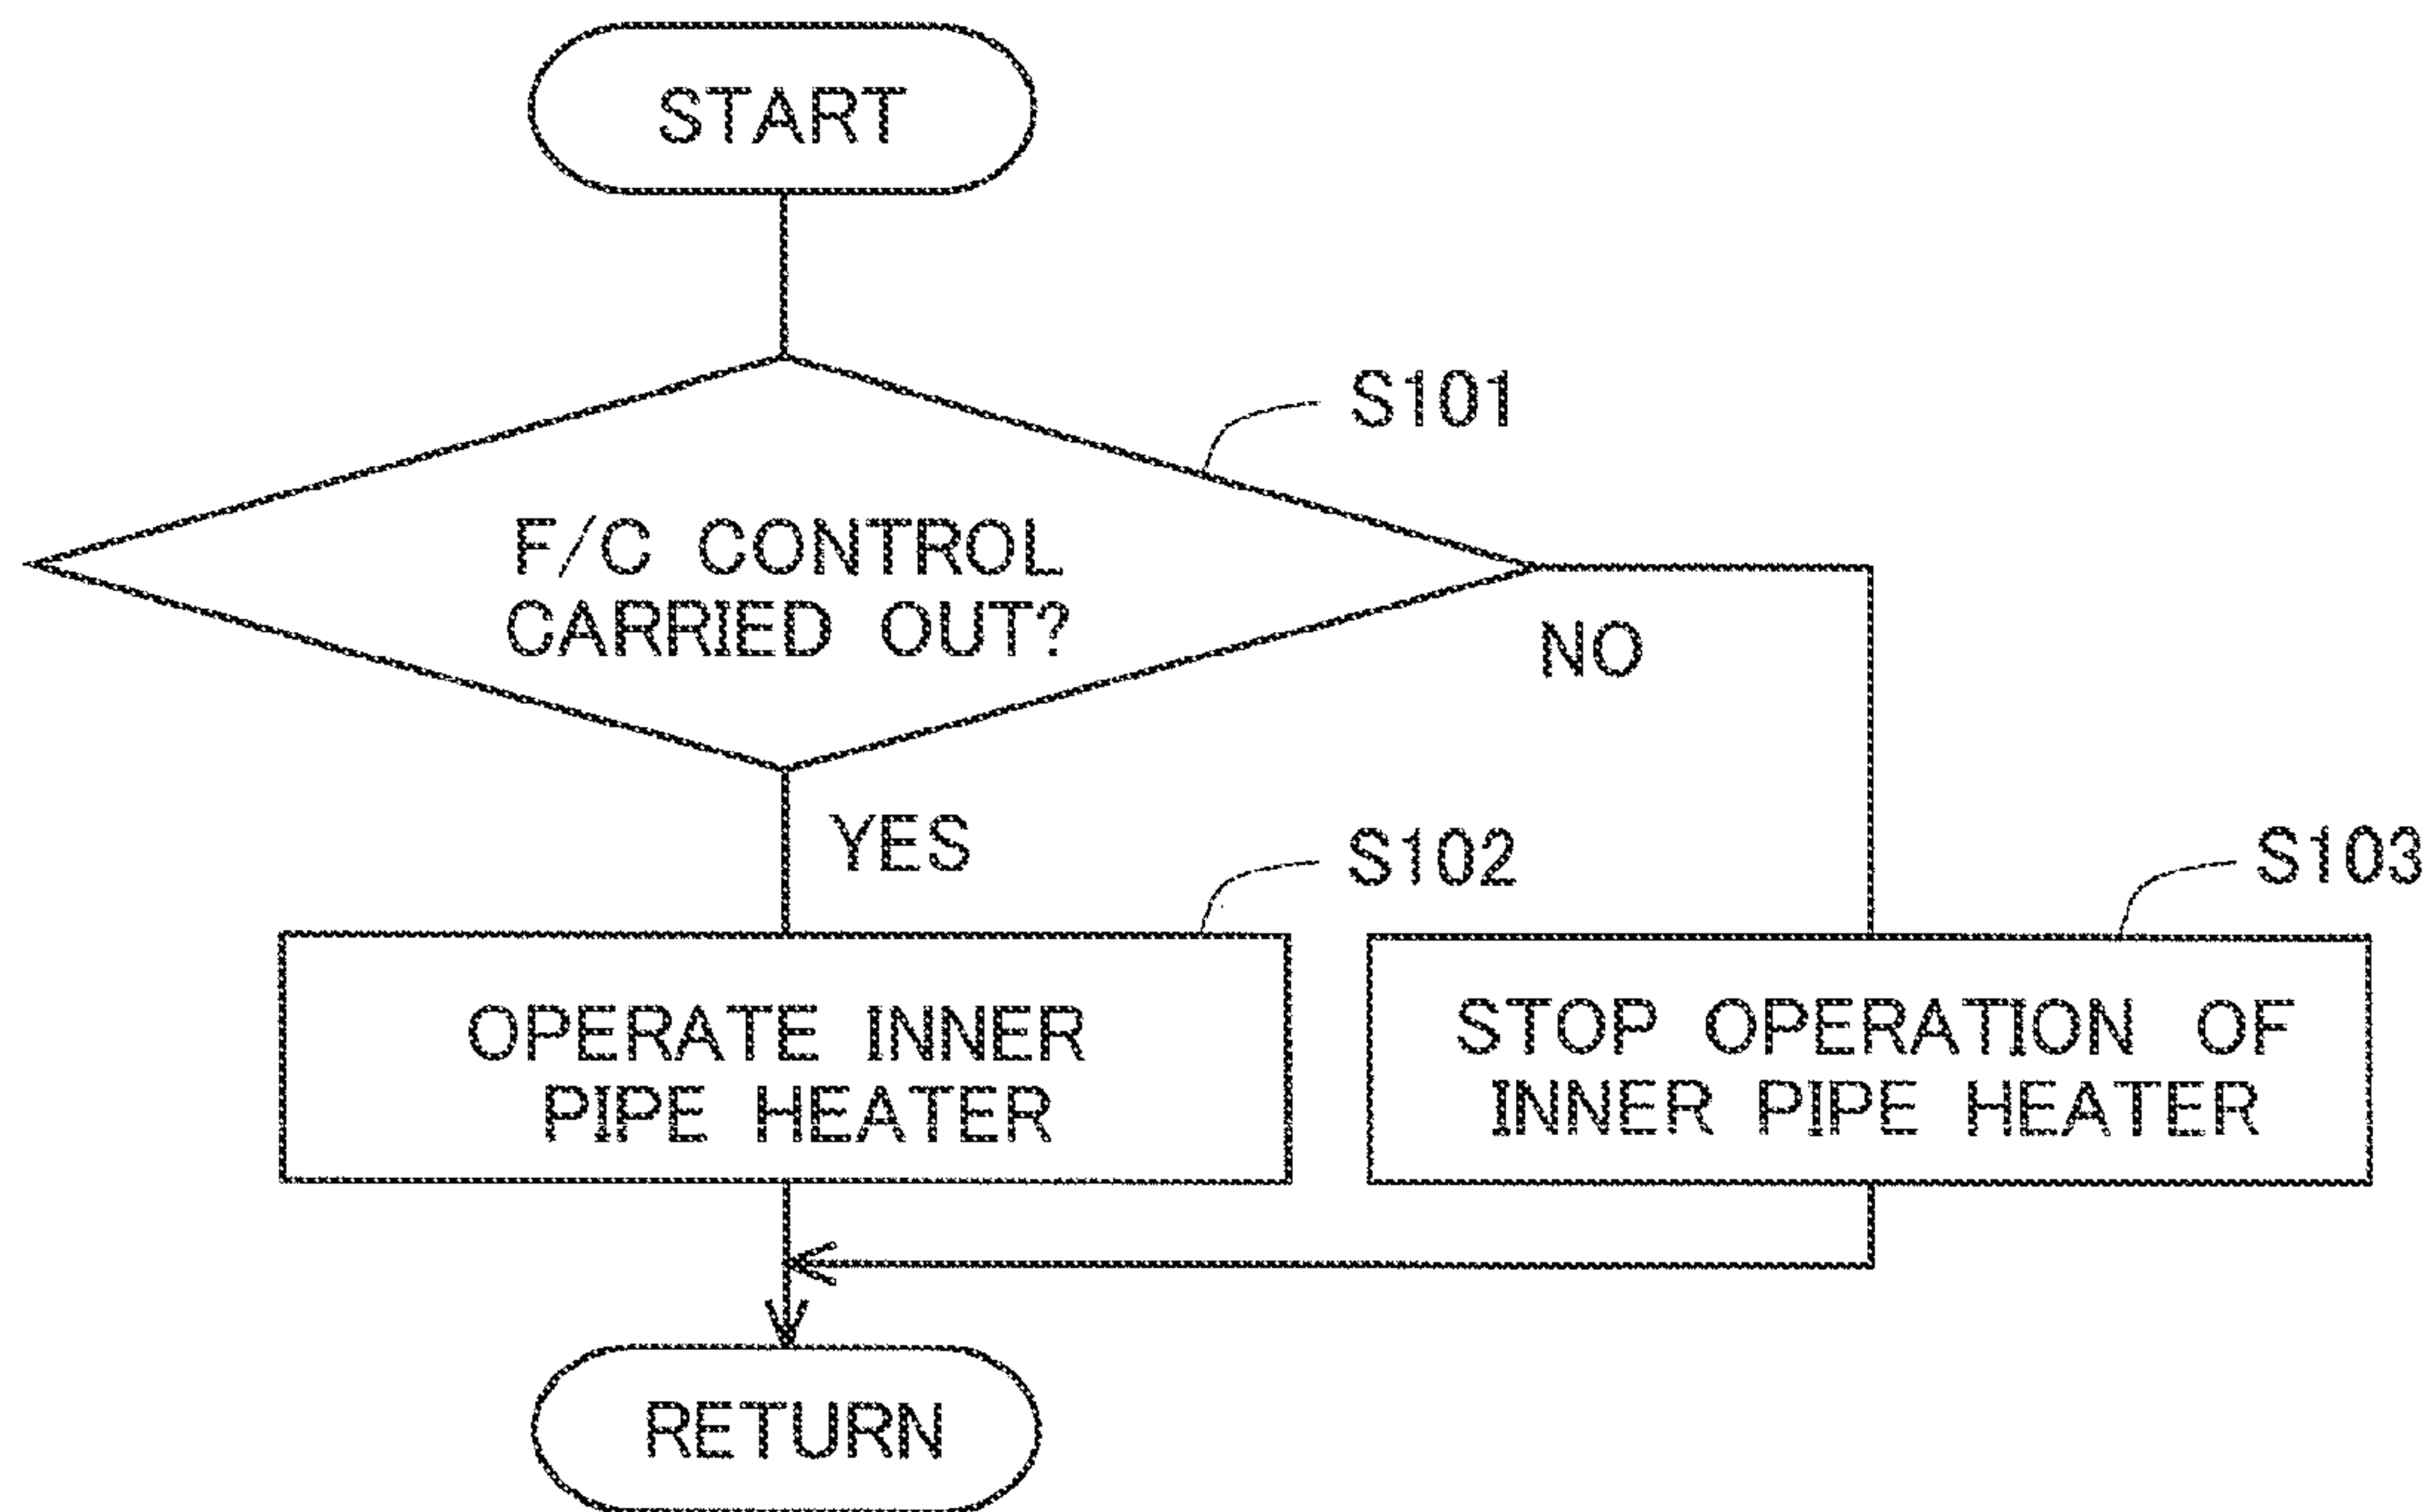 START
S101
F/C CONTROL
CARRIED OUT?
NO
YES
S102
S103
OPERATE INNER
PIPE HEATER
STOP OPERATION OF
INNER PIPE HEATER
RETURN